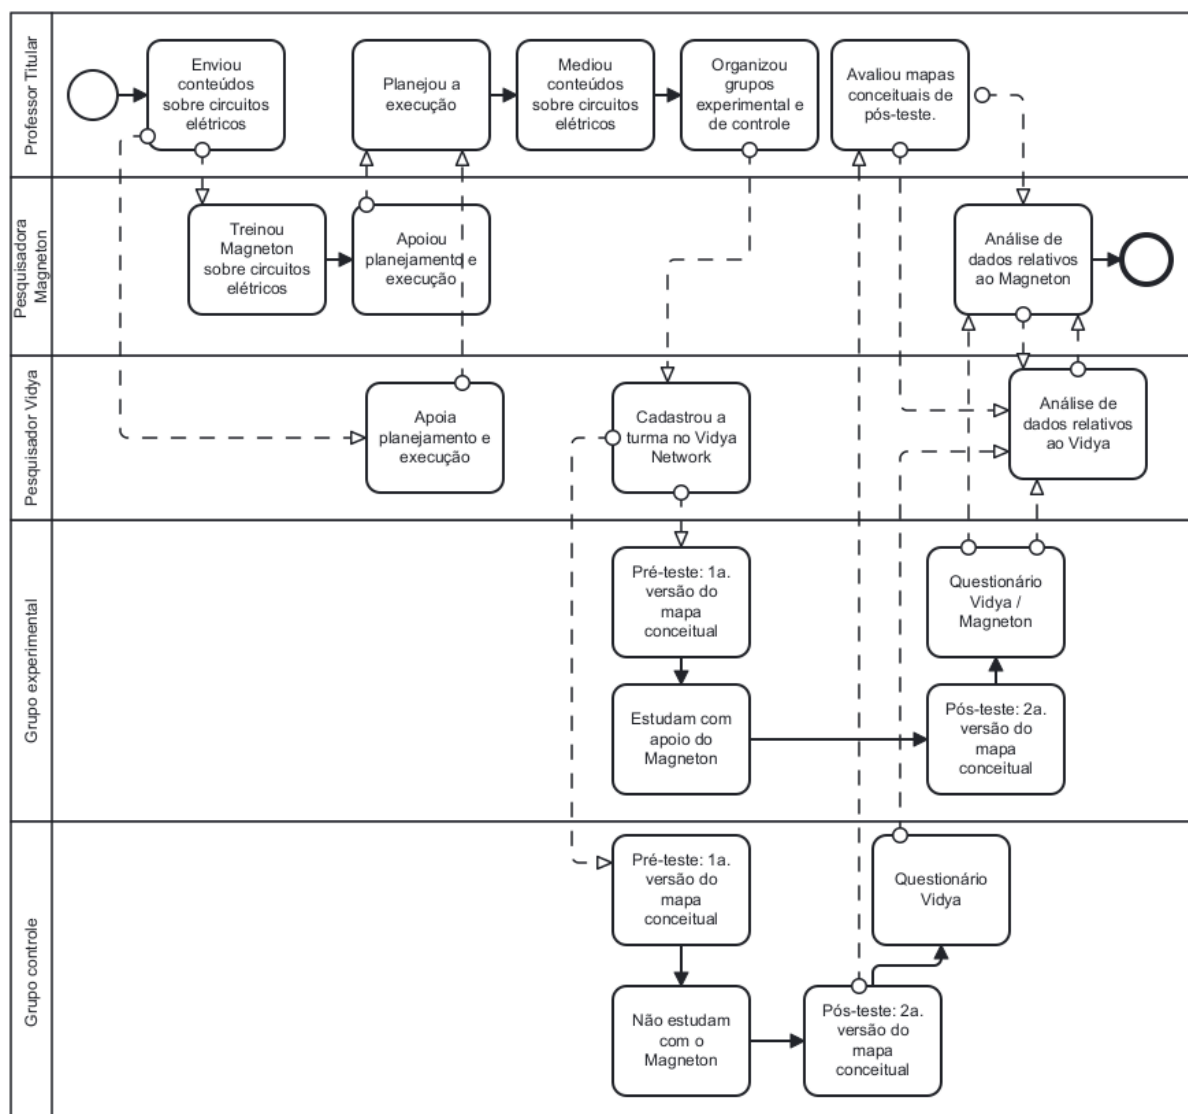 Professor Titular
Enviou
conteúdos
sobre circuitos
elétricos
Planejou a
execução
Mediou
conteúdos
sobre circuitos
elétricos
Organizou
grupos
experimental e
de controle
Avaliou mapas
conceituais de
pós-teste.
Pesquisadora
Magneton
Treinou
Magneton
sobre circuitos
elétricos
Apoiou
planejamento e
execução
Análise de
dados relativos
ao Magneton
Pesquisador Vidya
Apoia
planejamento e
execução
Cadastrou a
turma no Vidya
Network
Análise de
dados relativos
ao Vidya
Grupo experimental
Pré-teste: 1a.
versão do
mapa
conceitual
Questionário
Vidya /
Magneton
Estudam com
apoio do
Magneton
Pós-teste: 2a.
versão do
mapa
conceitual
Grupo controle
Pré-teste: 1a.
versão do
mapa
conceitual
Questionário
Vidya
Não estudam
com o
Magneton
Pós-teste: 2a.
versão do
mapa
conceitual